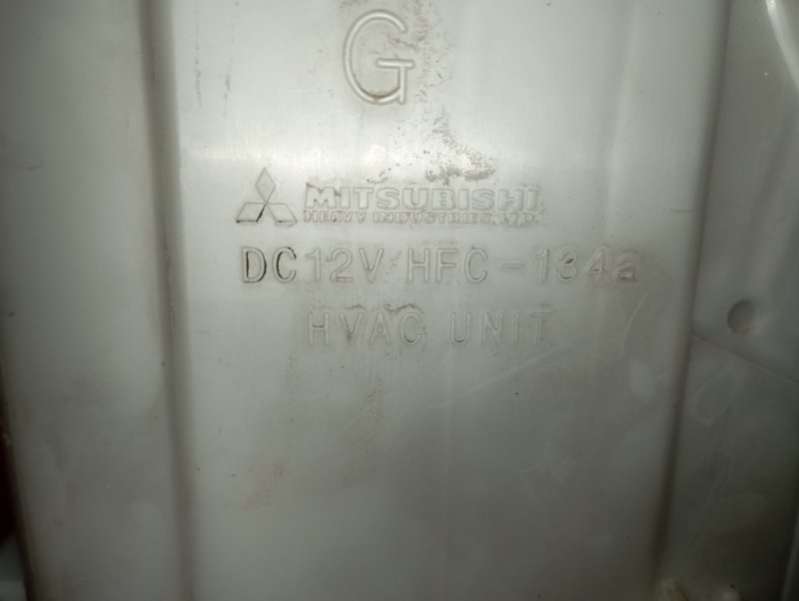 G
MITSUBISHI
HEAVY INDUSTRIES, LTD.
DC12V HFC-134a
HVAC UNIT